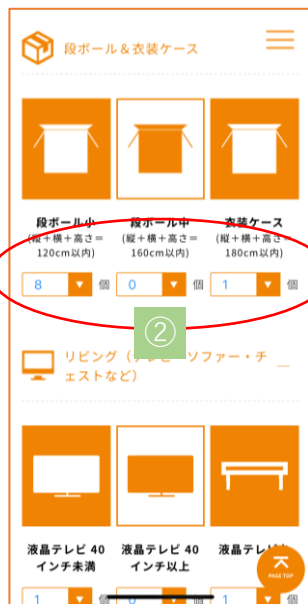 段ボール＆衣装ケース
段ボール小 段ボール中 衣装ケース
(縦＋横＋高さ＝ (縦＋横＋高さ＝ (縦＋横＋高さ＝
120cm以内) 160cm以内) 180cm以内)
8 ▼ 個 0 ▼ 個 1 ▼ 個
②
リビング（テレビ・ソファー・チ
ェストなど）
液晶テレビ 40 液晶テレビ 40 液晶テレビ
インチ未満 インチ以上
PAGE TOP
1 ▼ 個 0 ▼ 個 1 ▼ 個